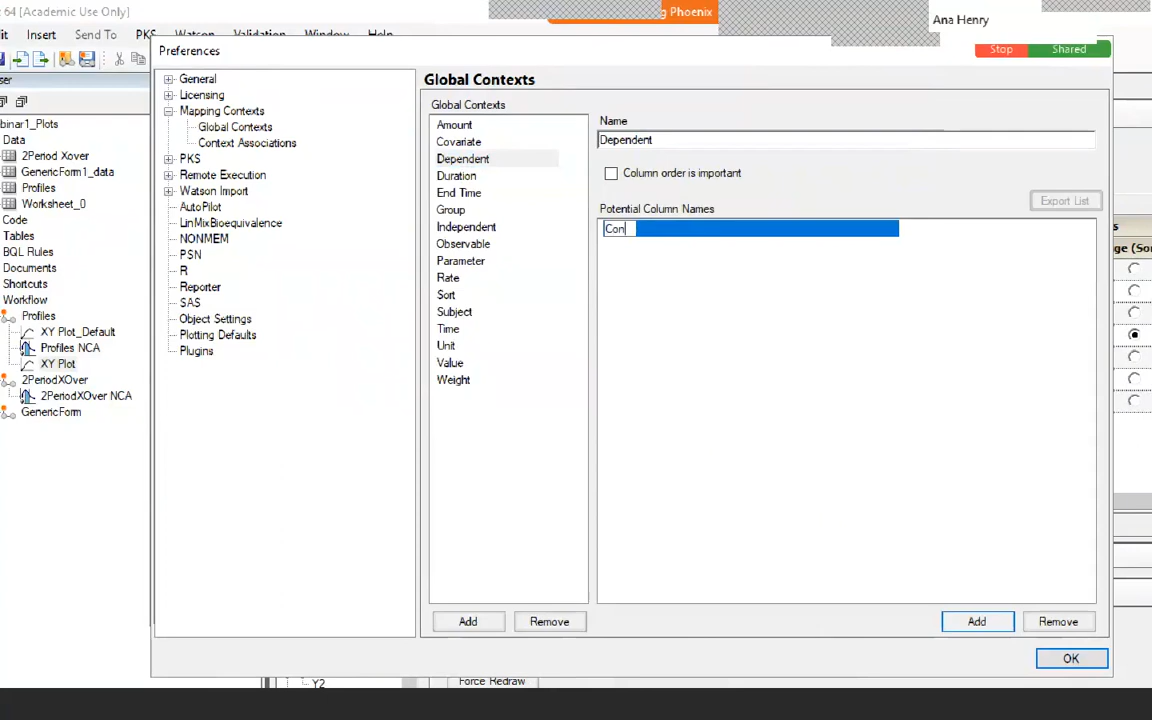 64 [Academic Use Only]
g Phoenix
Ana Henry
it Insert Send To PKS Watson Validation Window Help
Stop Shared
Preferences
ser
binar1_Plots
Data
2Period Xover
GenericForm1_data
Profiles
Worksheet_0
Code
Tables
BQL Rules
Documents
Shortcuts
Workflow
Profiles
XY Plot_Default
Profiles NCA
XY Plot
2PeriodXOver
2PeriodXOver NCA
GenericForm
General
Licensing
Mapping Contexts
Global Contexts
Context Associations
PKS
Remote Execution
Watson Import
AutoPilot
LinMixBioequivalence
NONMEM
PSN
R
Reporter
SAS
Object Settings
Plotting Defaults
Plugins
Global Contexts
Global Contexts
Amount
Covariate
Dependent
Duration
End Time
Group
Independent
Observable
Parameter
Rate
Sort
Subject
Time
Unit
Value
Weight
Add Remove
Name
Dependent
Column order is important
Export List
Potential Column Names
Con
Add Remove
OK
s
ge (So
Y2
Force Redraw